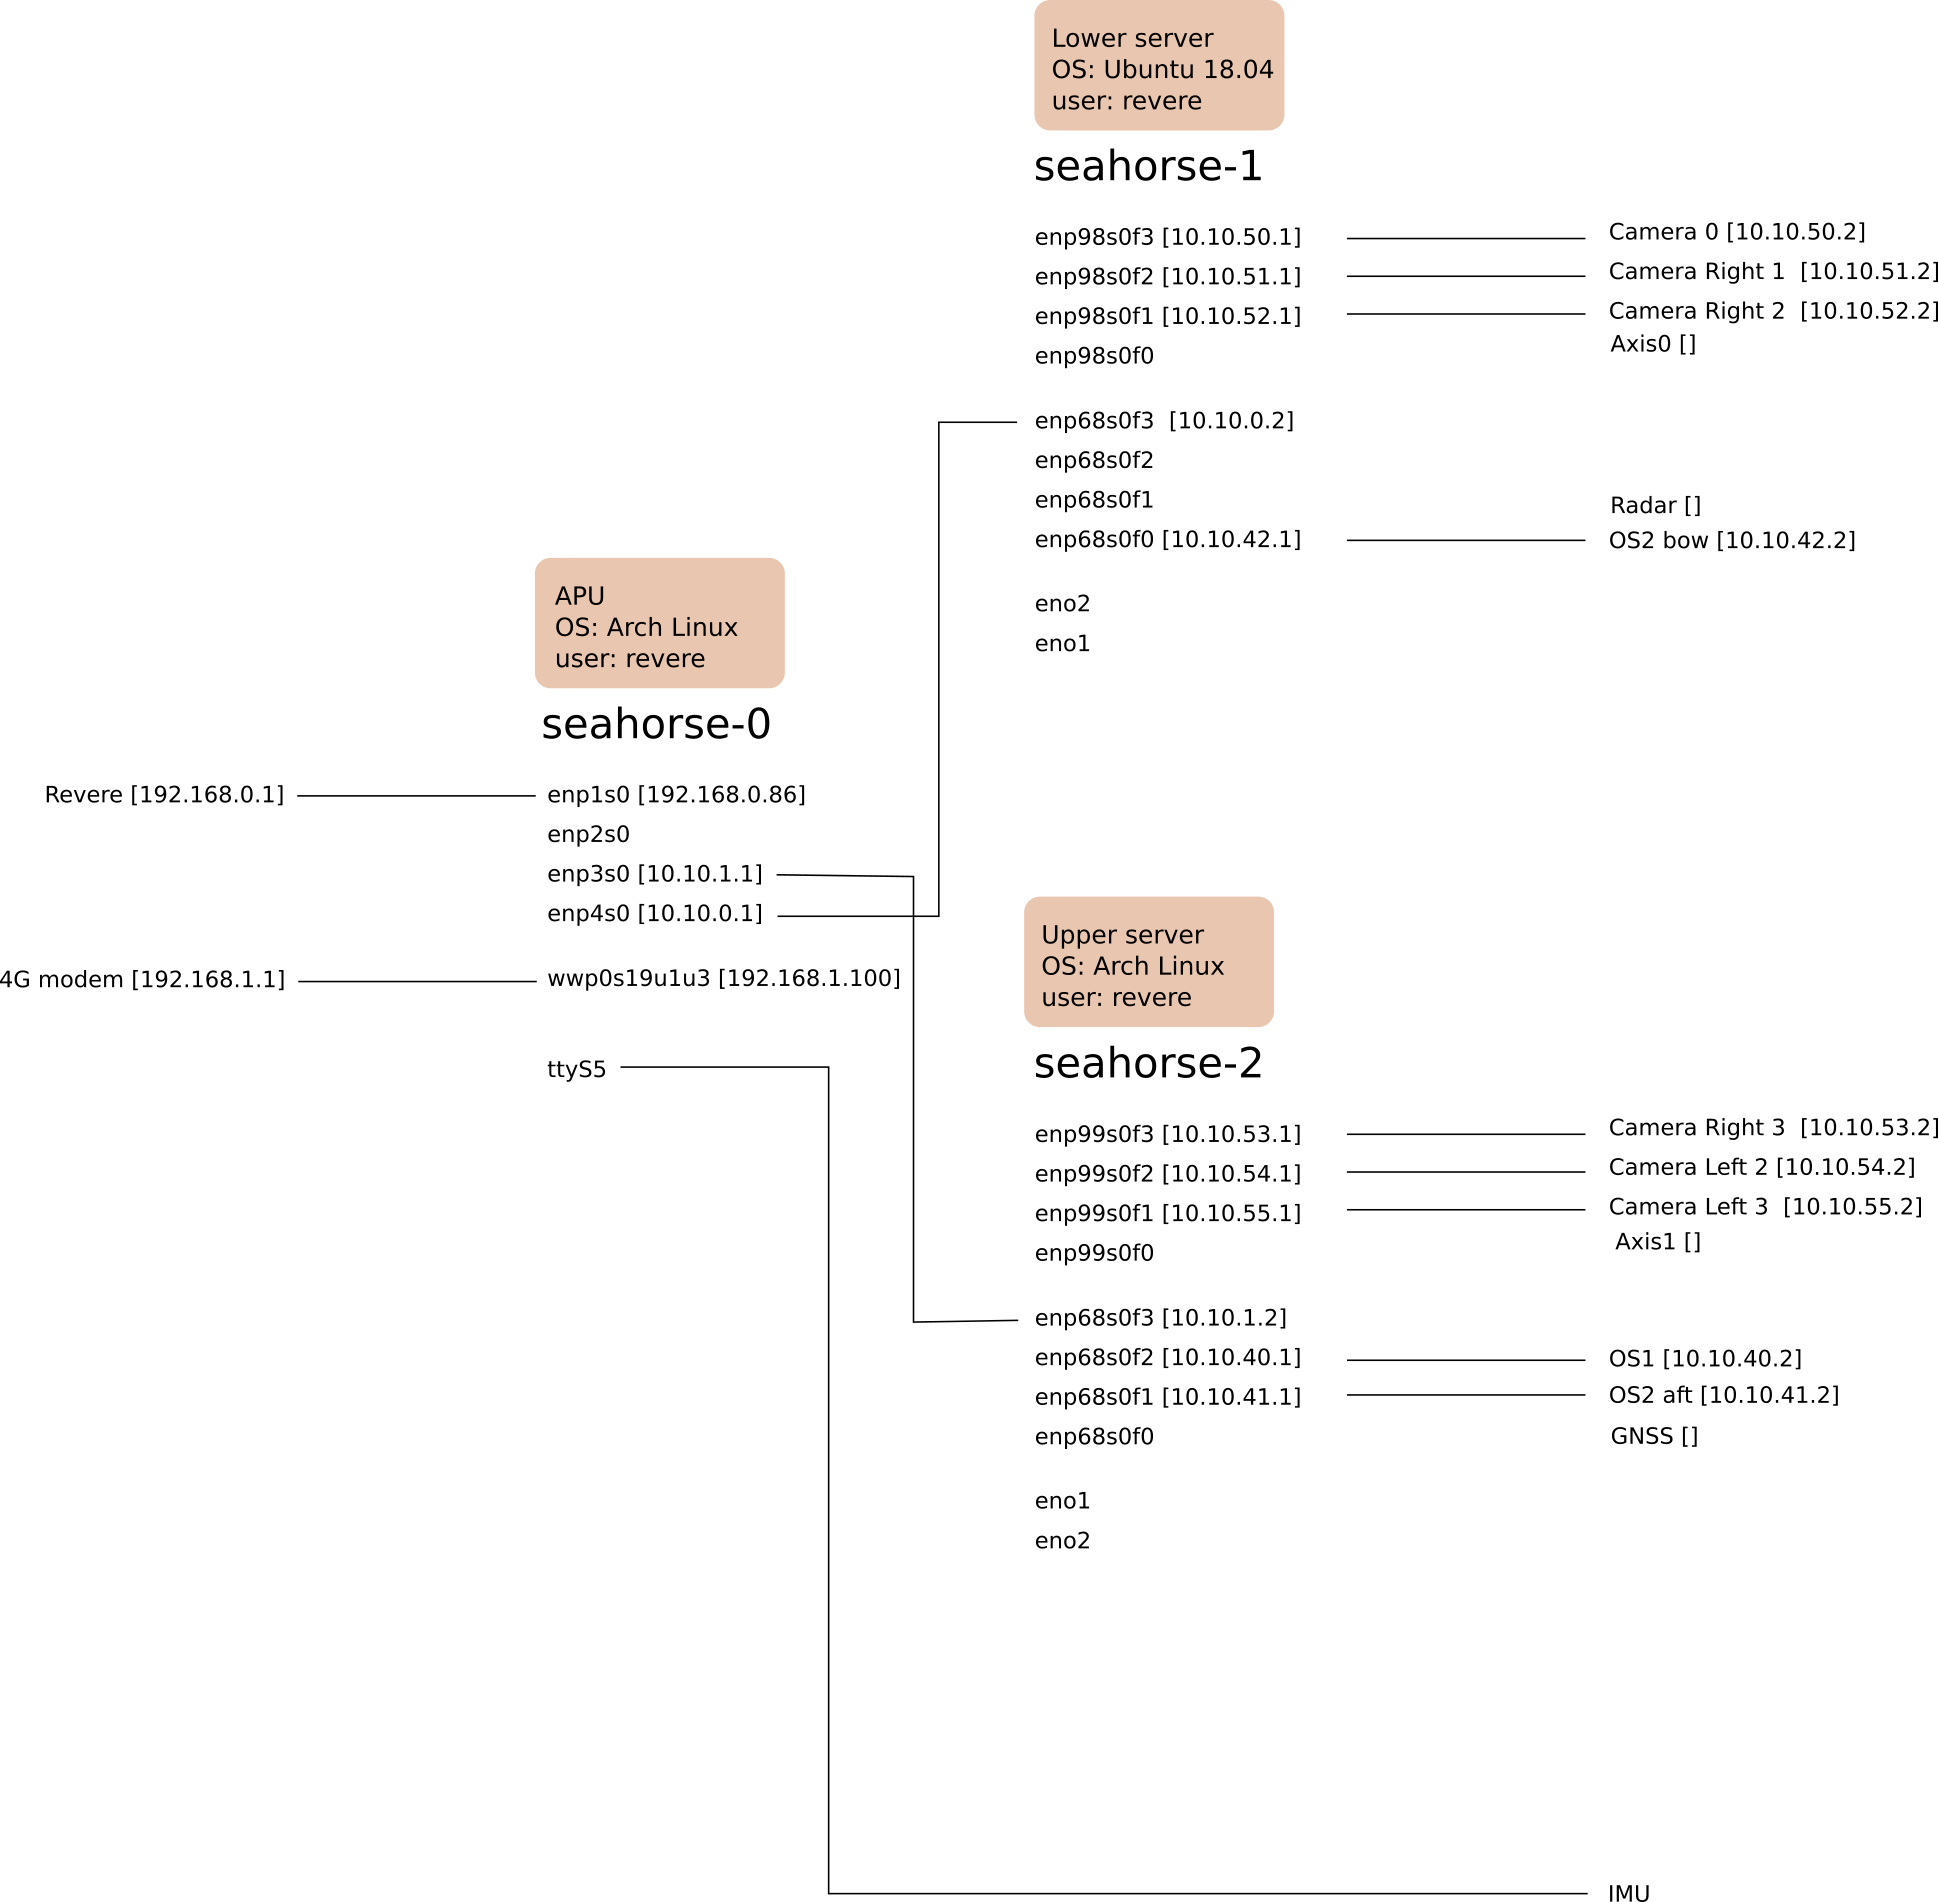 Lower server
OS: Ubuntu 18.04
user: revere
seahorse-1
enp98s0f3 [10.10.50.1]
Camera 0 [10.10.50.2]
enp98s0f2 [10.10.51.1]
Camera Right 1  [10.10.51.2]
enp98s0f1 [10.10.52.1]
Camera Right 2  [10.10.52.2]
Axis0 []
enp98s0f0
enp68s0f3  [10.10.0.2]
enp68s0f2
enp68s0f1
Radar []
enp68s0f0 [10.10.42.1]
OS2 bow [10.10.42.2]
eno2
eno1
APU
OS: Arch Linux
user: revere
seahorse-0
Revere [192.168.0.1]
enp1s0 [192.168.0.86]
enp2s0
enp3s0 [10.10.1.1]
enp4s0 [10.10.0.1]
4G modem [192.168.1.1]
wwp0s19u1u3 [192.168.1.100]
ttyS5
Upper server
OS: Arch Linux
user: revere
seahorse-2
enp99s0f3 [10.10.53.1]
Camera Right 3  [10.10.53.2]
enp99s0f2 [10.10.54.1]
Camera Left 2 [10.10.54.2]
enp99s0f1 [10.10.55.1]
Camera Left 3  [10.10.55.2]
Axis1 []
enp99s0f0
enp68s0f3 [10.10.1.2]
enp68s0f2 [10.10.40.1]
OS1 [10.10.40.2]
enp68s0f1 [10.10.41.1]
OS2 aft [10.10.41.2]
enp68s0f0
GNSS []
eno1
eno2
IMU